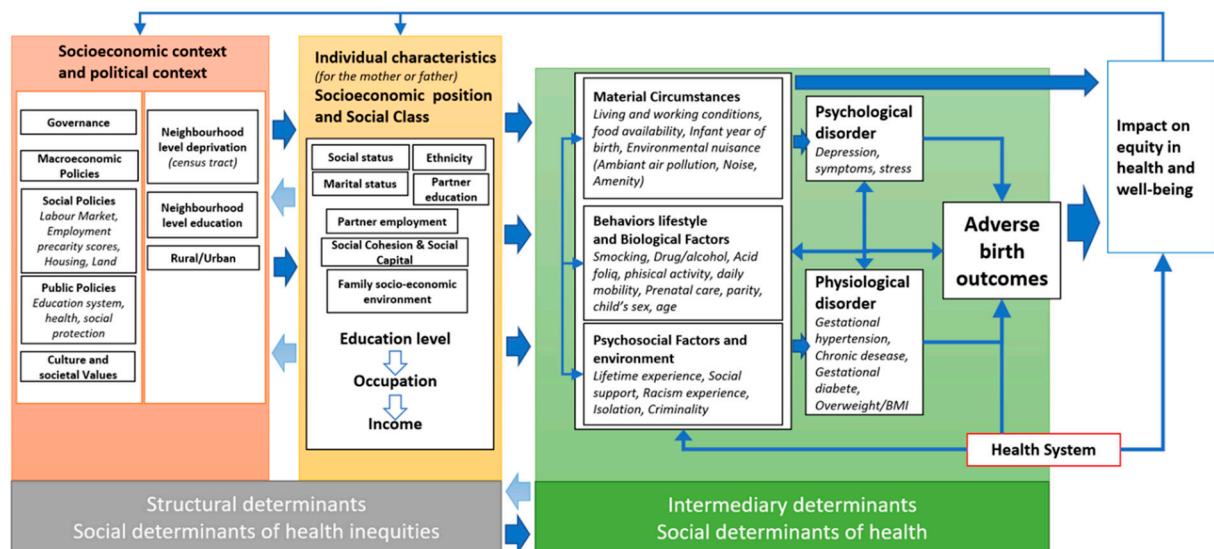 Socioeconomic context
and political context
Governance
Macroeconomic
Policies
Social Policies
Labour Market,
Employment
precarity scores,
Housing, Land
Public Policies
Education system,
health, social
protection
Culture and
societal Values
Neighbourhood
level deprivation
(census tract)
Neighbourhood
level education
Rural/Urban
Individual characteristics
(for the mother or father)
Socioeconomic position
and Social Class
Social status
Ethnicity
Marital status
Partner
education
Partner employment
Social Cohesion & Social
Capital
Family socio-economic
environment
Education level
Occupation
Income
Material Circumstances
Living and working conditions,
food availability, Infant year of
birth, Environmental nuisance
(Ambiant air pollution, Noise,
Amenity)
Behaviors lifestyle
and Biological Factors
Smocking, Drug/alcohol, Acid
foliq, phisical activity, daily
mobility, Prenatal care, parity,
child's sex, age
Psychosocial Factors and
environment
Lifetime experience, Social
support, Racism experience,
Isolation, Criminality
Psychological
disorder
Depression,
symptoms, stress
Physiological
disorder
Gestational
hypertension,
Chronic desease,
Gestational
diabete,
Overweight/BMI
Adverse
birth
outcomes
Impact on
equity in
health and
well-being
Health System
Structural determinants
Social determinants of health inequities
Intermediary determinants
Social determinants of health